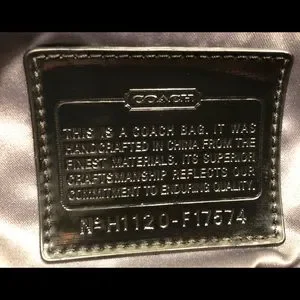 COACH
THIS IS A COACH BAG. IT WAS
HANDCRAFTED IN CHINA FROM THE
FINEST MATERIALS. ITS SUPERIOR
CRAFTSMANSHIP REFLECTS OUR
COMMITMENT TO ENDURING QUALITY.
Nº H1120-F17574